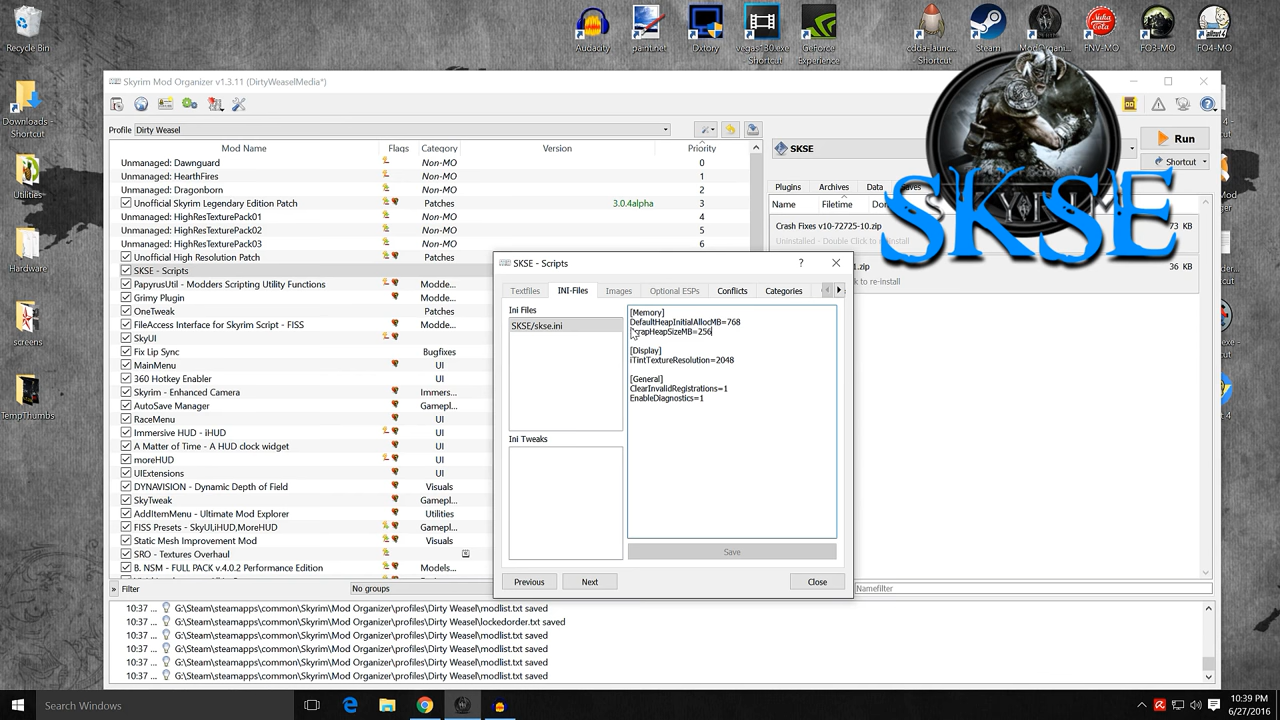 Recycle Bin
Downloads - Shortcut
Utilities
Hardware
TempThumbs
Audacity
paint.net
Dxtory
vegas130.exe Shortcut
GeForce Experience
cdda-launc... - Shortcut
Steam
ModOrgani...
FNV-MO
FO3-MO
FO4-MO
Skyrim Mod Organizer v1.3.11 (DirtyWeaselMedia*)
Profile Dirty Weasel
Mod Name Flags Category Version Priority
Unmanaged: Dawnguard Non-MO 0
Unmanaged: HearthFires Non-MO 1
Unmanaged: Dragonborn Non-MO 2
Unofficial Skyrim Legendary Edition Patch Patches 3.0.4alpha 3
Unmanaged: HighResTexturePack01 Non-MO 4
Unmanaged: HighResTexturePack02 Non-MO 5
Unmanaged: HighResTexturePack03 Non-MO 6
Unofficial High Resolution Patch Patches
SKSE - Scripts
PapyrusUtil - Modders Scripting Utility Functions Modde...
Grimy Plugin Modde...
OneTweak Modde...
FileAccess Interface for Skyrim Script - FISS Modde...
SkyUI UI
Fix Lip Sync Bugfixes
MainMenu UI
360 Hotkey Enabler UI
Skyrim - Enhanced Camera Immers...
AutoSave Manager Gamepl...
RaceMenu UI
Immersive HUD - iHUD UI
A Matter of Time - A HUD clock widget UI
moreHUD UI
UIExtensions UI
DYNAVISION - Dynamic Depth of Field Visuals
SkyTweak Gamepl...
AddItemMenu - Ultimate Mod Explorer Utilities
FISS Presets - SkyUI,iHUD,MoreHUD Gamepl...
Static Mesh Improvement Mod Visuals
SRO - Textures Overhaul
B. NSM - FULL PACK v.4.0.2 Performance Edition Models...
» Filter No groups Namefilter
SKSE
Run
Shortcut
Plugins Archives Data
Name Filetime
Crash Fixes v10-72725-10.zip 73 KB
Uninstalled - Double Click to reinstall
1.zip 36 KB
k to re-install
SKSE
SKSE - Scripts
Textfiles INI-Files Images Optional ESPs Conflicts Categories
Ini Files
SKSE/skse.ini
Ini Tweaks
[Memory]
DefaultHeapInitialAllocMB=768
crapHeapSizeMB=256
[Display]
iTintTextureResolution=2048
[General]
ClearInvalidRegistrations=1
EnableDiagnostics=1
Save
Previous Next Close
10:37 ... G:\Steam\steamapps\common\Skyrim\Mod Organizer\profiles\Dirty Weasel\modlist.txt saved
10:37 ... G:\Steam\steamapps\common\Skyrim\Mod Organizer\profiles\Dirty Weasel\lockedorder.txt saved
10:37 ... G:\Steam\steamapps\common\Skyrim\Mod Organizer\profiles\Dirty Weasel\modlist.txt saved
10:37 ... G:\Steam\steamapps\common\Skyrim\Mod Organizer\profiles\Dirty Weasel\modlist.txt saved
10:37 ... G:\Steam\steamapps\common\Skyrim\Mod Organizer\profiles\Dirty Weasel\modlist.txt saved
10:37 ... G:\Steam\steamapps\common\Skyrim\Mod Organizer\profiles\Dirty Weasel\modlist.txt saved
Search Windows
10:39 PM
6/27/2016